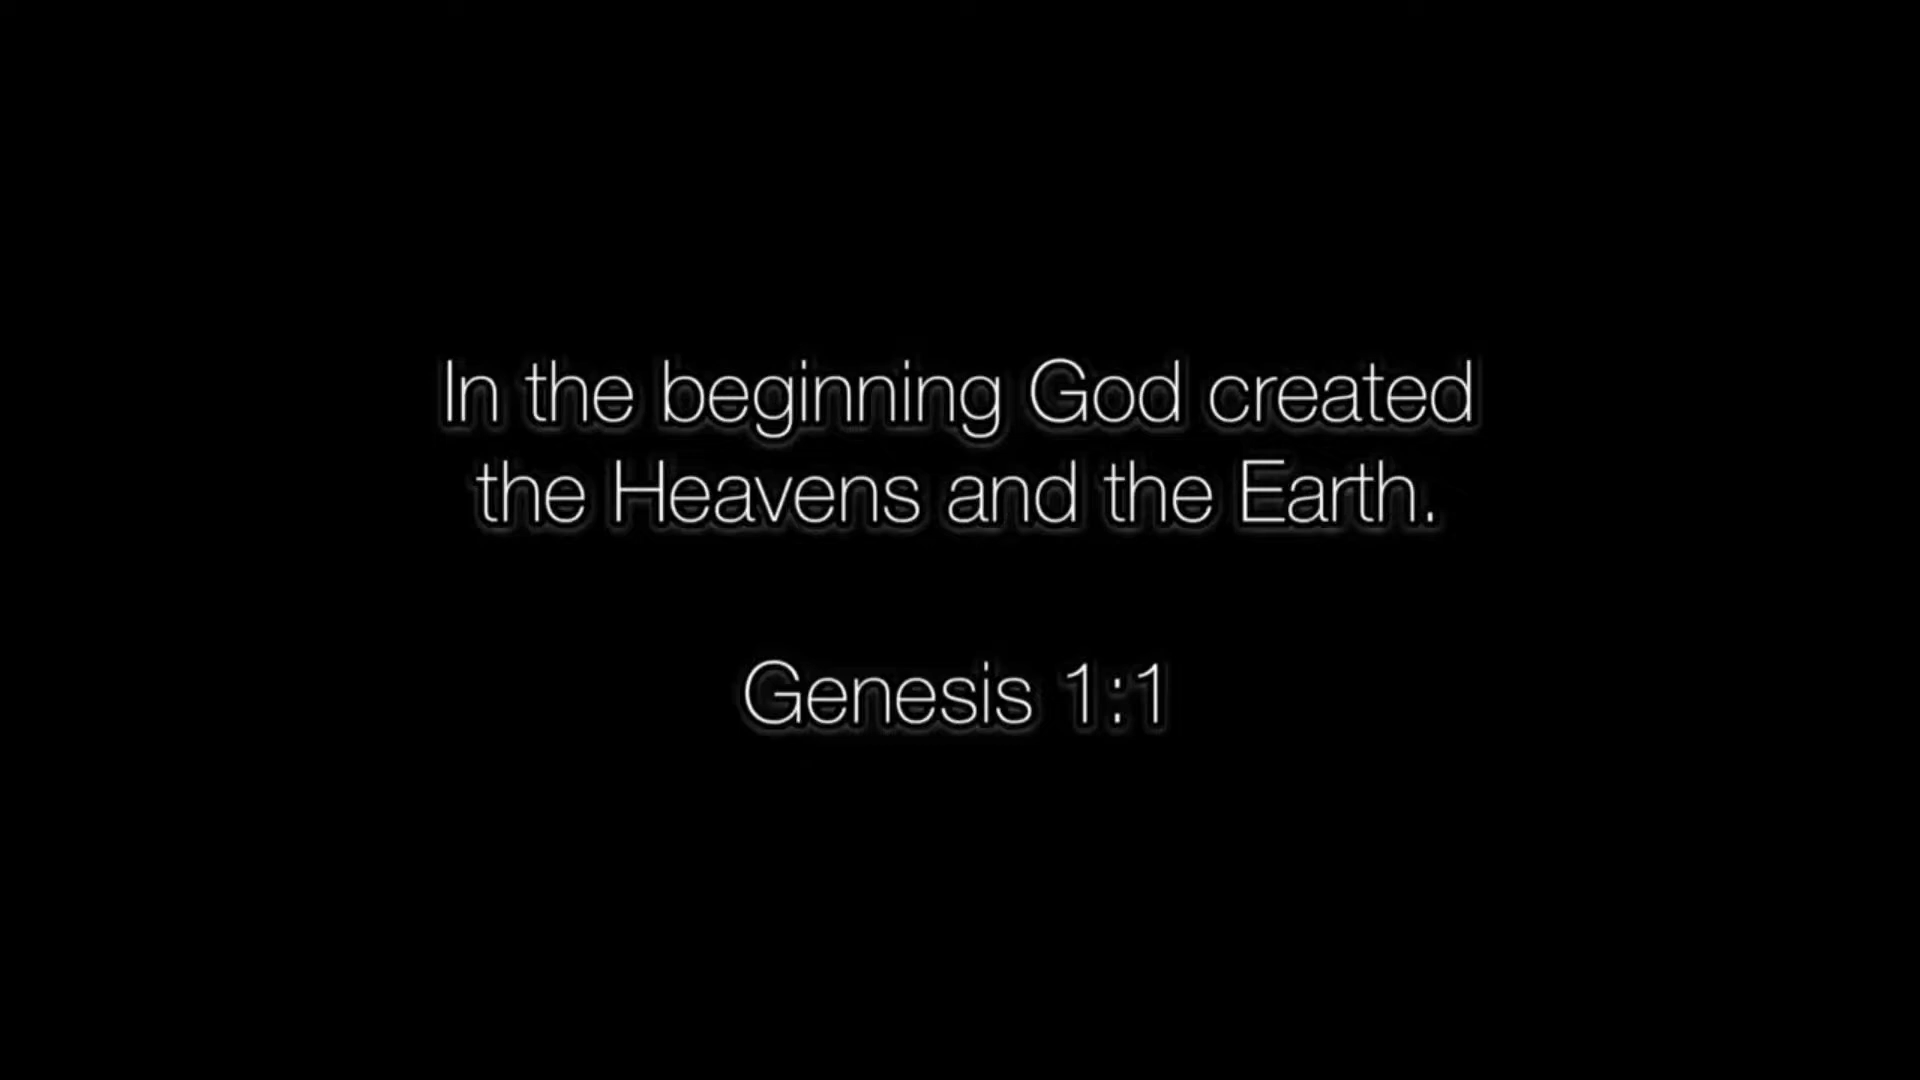 In the beginning God created
the Heavens and the Earth.
Genesis 1:1